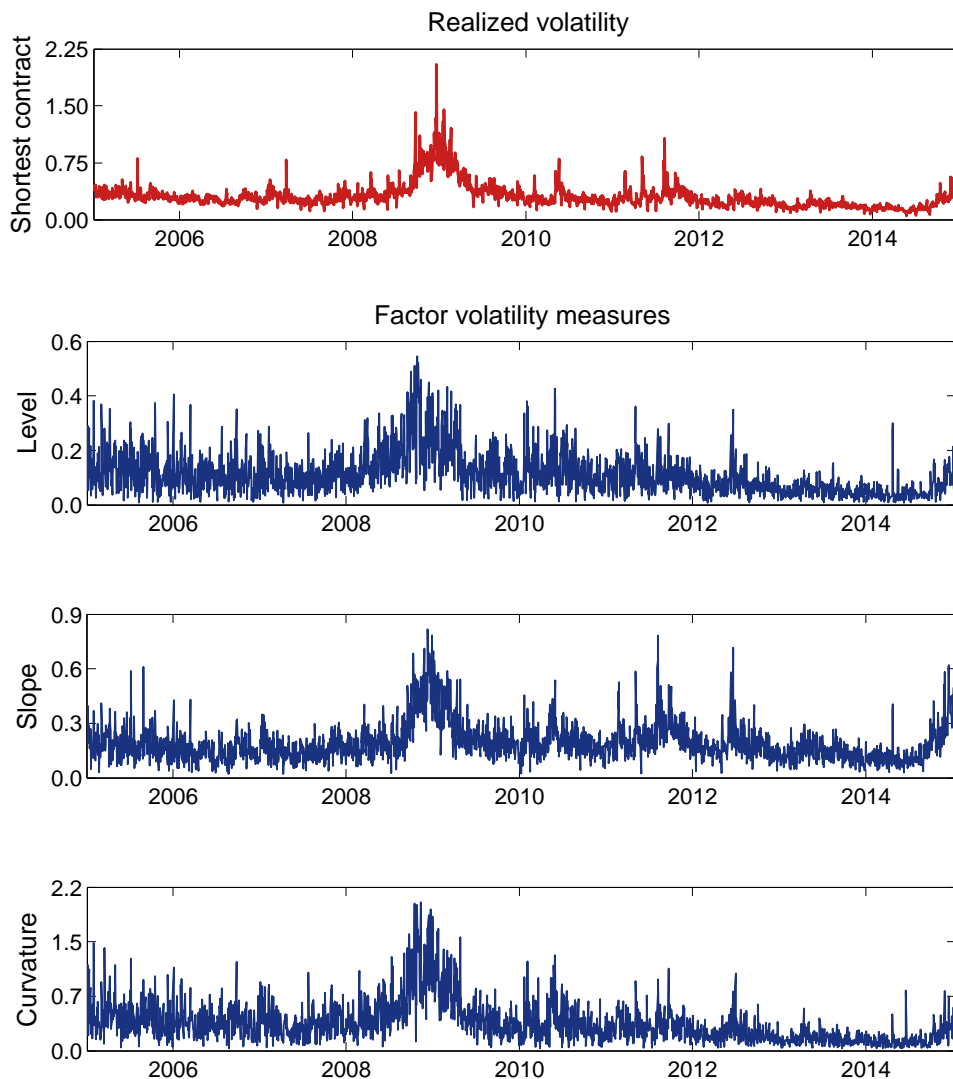 Realized volatility
Shortest contract
2.25
1.50
0.75
0.00
2006 2008 2010 2012 2014
Factor volatility measures
Level
0.6
0.4
0.2
0.0
2006 2008 2010 2012 2014
Slope
0.9
0.6
0.3
0.0
2006 2008 2010 2012 2014
Curvature
2.2
1.5
0.7
0.0
2006 2008 2010 2012 2014